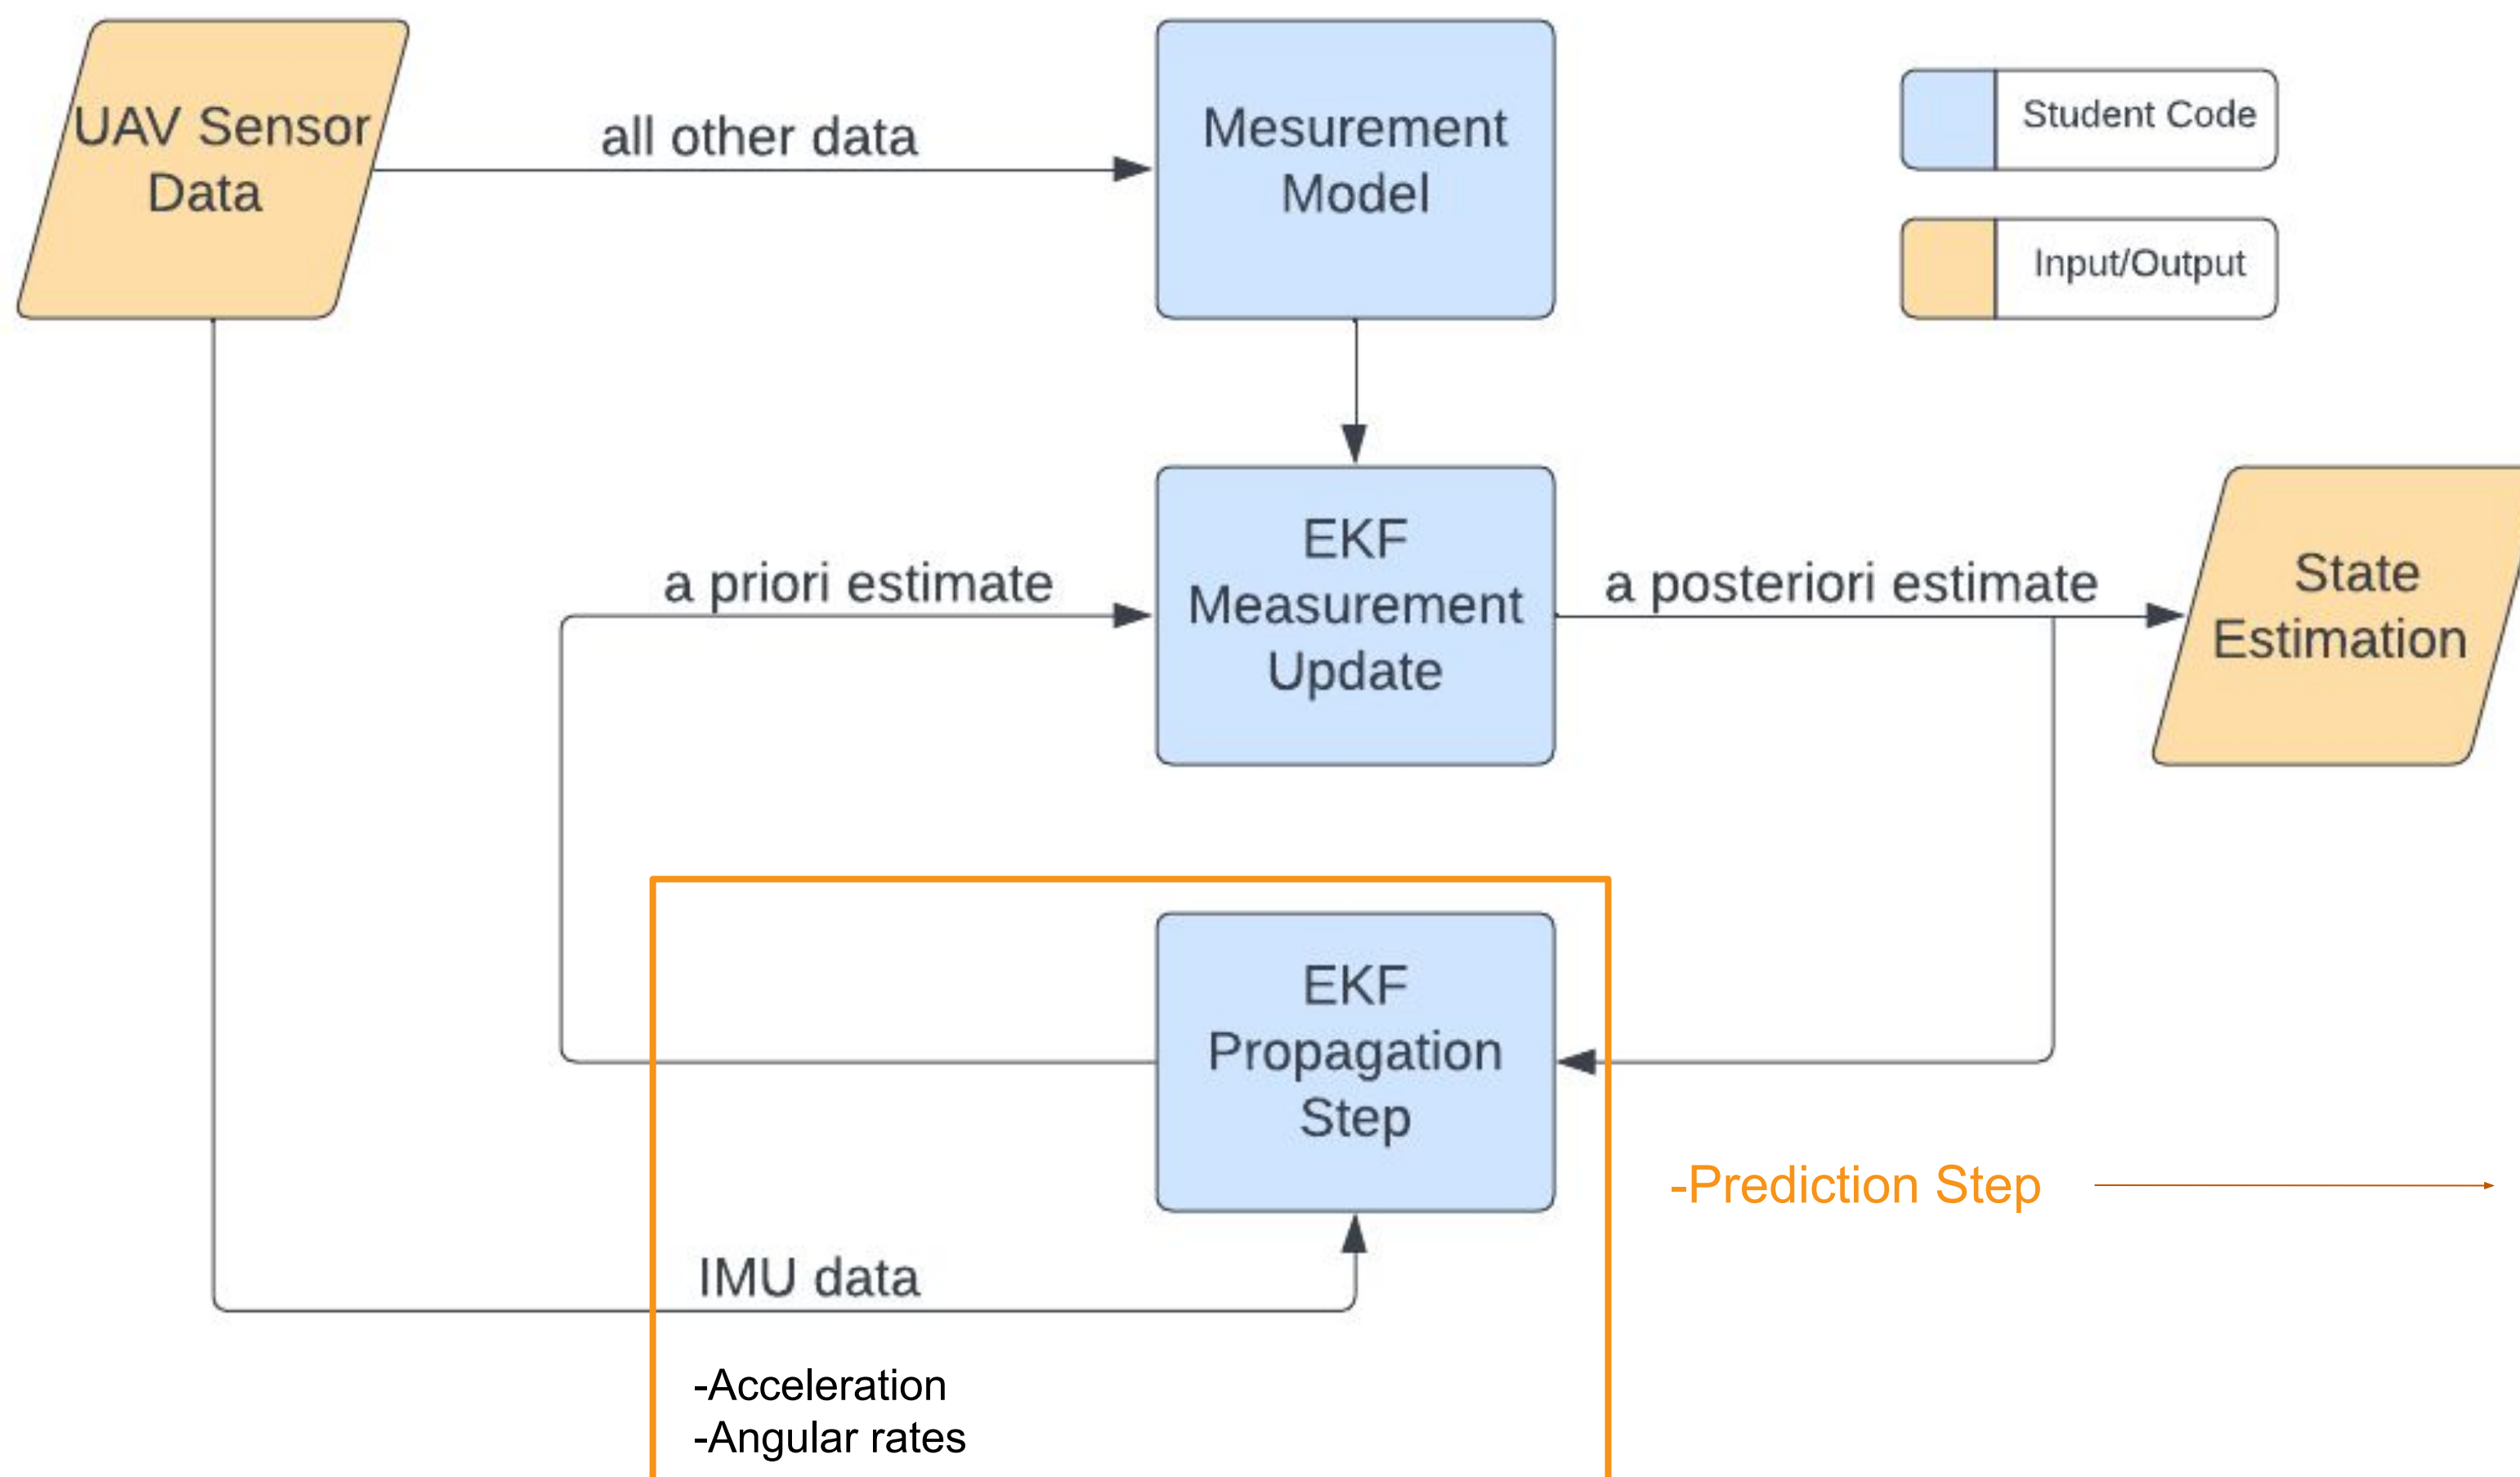 UAV Sensor
Data
all other data
Mesurement
Model
Student Code
Input/Output
a priori estimate
EKF
Measurement
Update
a posteriori estimate
State
Estimation
EKF
Propagation
Step
-Prediction Step
IMU data
-Acceleration
-Angular rates